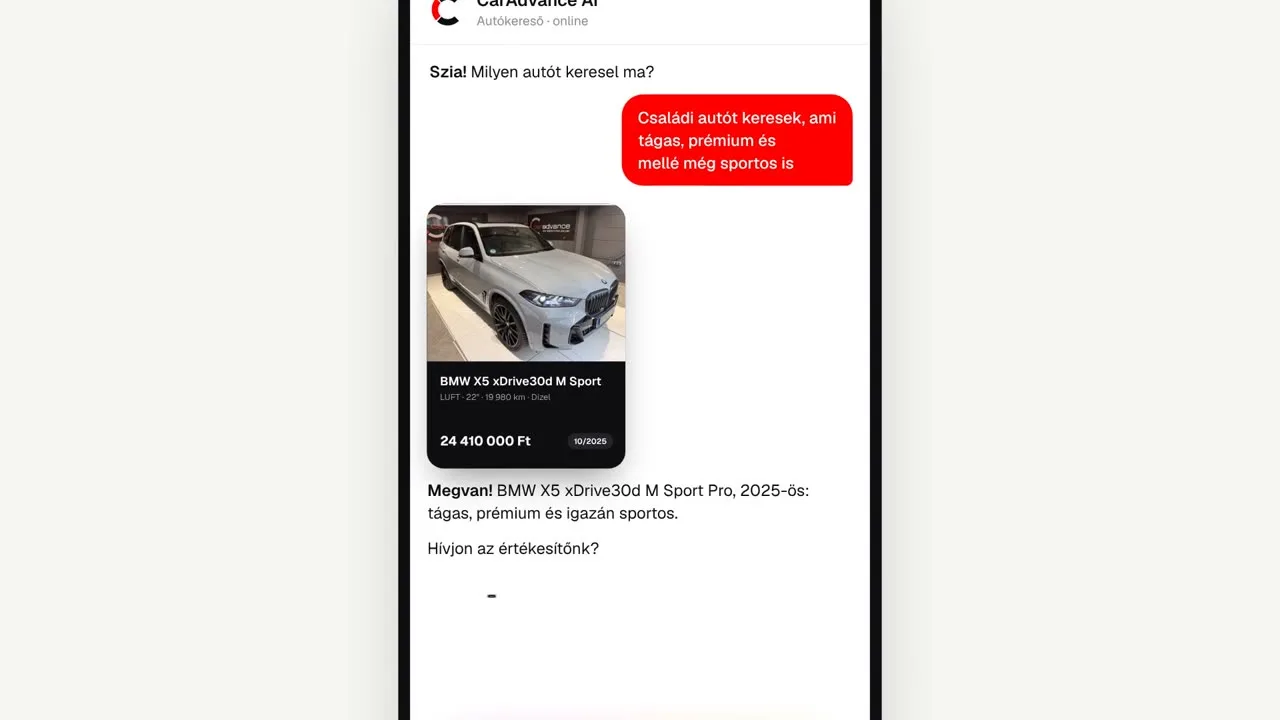 CarAdvance AI
Autókereső · online
Szia! Milyen autót keresel ma?
Családi autót keresek, ami
tágas, prémium és
mellé még sportos is
advance
BMW X5 xDrive30d M Sport
LUFT · 22" · 19 980 km · Dízel
24 410 000 Ft
10/2025
Megvan! BMW X5 xDrive30d M Sport Pro, 2025-ös:
tágas, prémium és igazán sportos.
Hívjon az értékesítőnk?